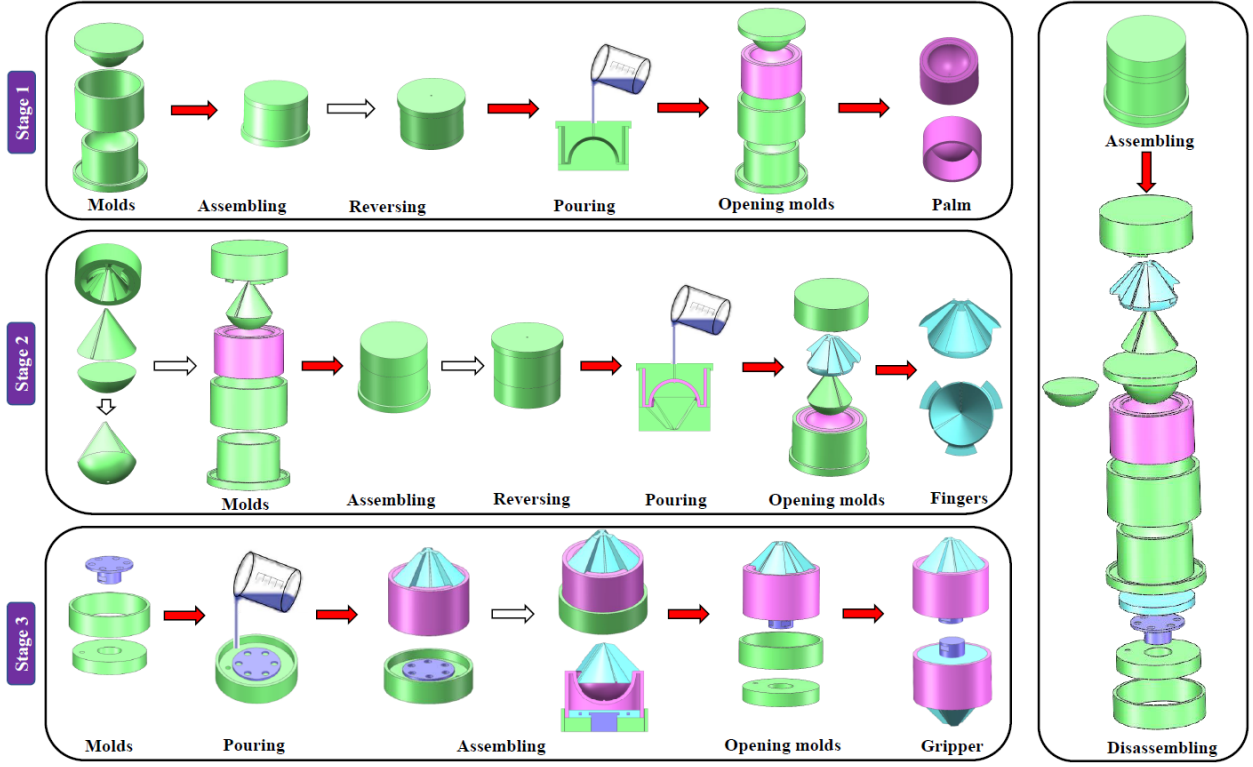 Stage 1
Molds
Assembling
Reversing
Pouring
Opening molds
Palm
Stage 2
Molds
Assembling
Reversing
Pouring
Opening molds
Fingers
Stage 3
Molds
Pouring
Assembling
Opening molds
Gripper
Assembling
Disassembling